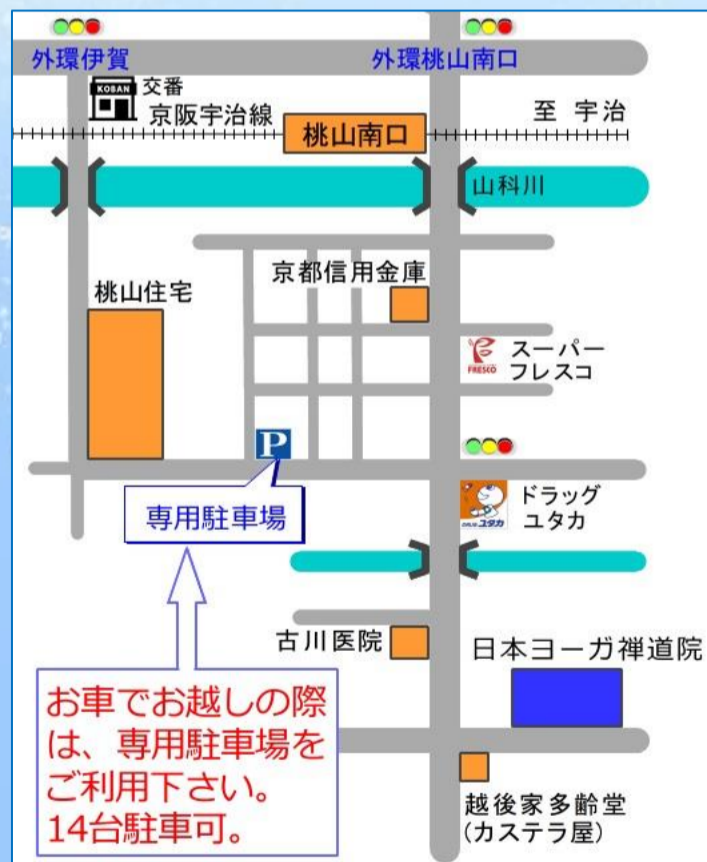 外環伊賀
外環桃山南口
KOBAN
交番
京阪宇治線
桃山南口
至 宇治
山科川
京都信用金庫
桃山住宅
FRESCO
スーパー
フレスコ
P
専用駐車場
ドラッグ
ユタカ
DRUG ユタカ
古川医院
日本ヨーガ禅道院
お車でお越しの際
は、専用駐車場を
ご利用下さい。
14台駐車可。
越後家多齢堂
(カステラ屋)